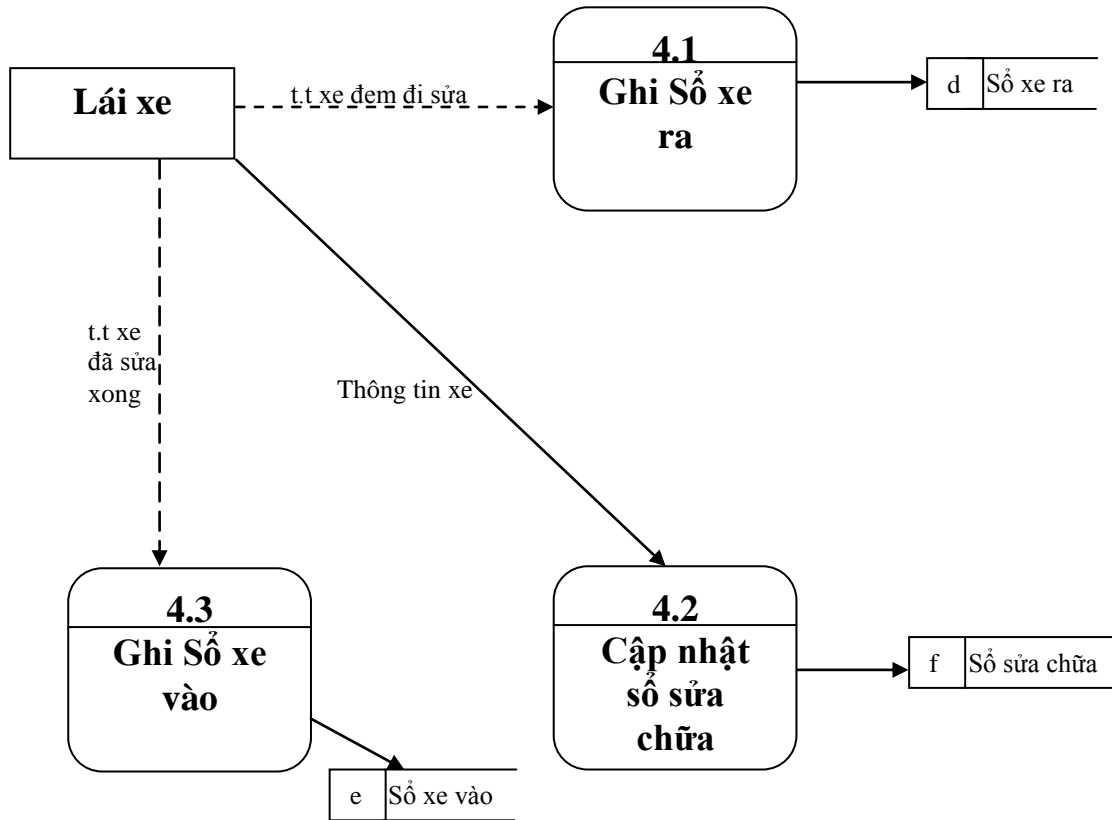 4.1
Lái xe
t.t xe đem đi sửa
Ghi Sổ xe
ra
d
Sổ xe ra
t.t xe
đã sửa
xong
Thông tin xe
4.3
Ghi Sổ xe
vào
4.2
Cập nhật
sổ sửa
chữa
f
Sổ sửa chữa
e
Sổ xe vào